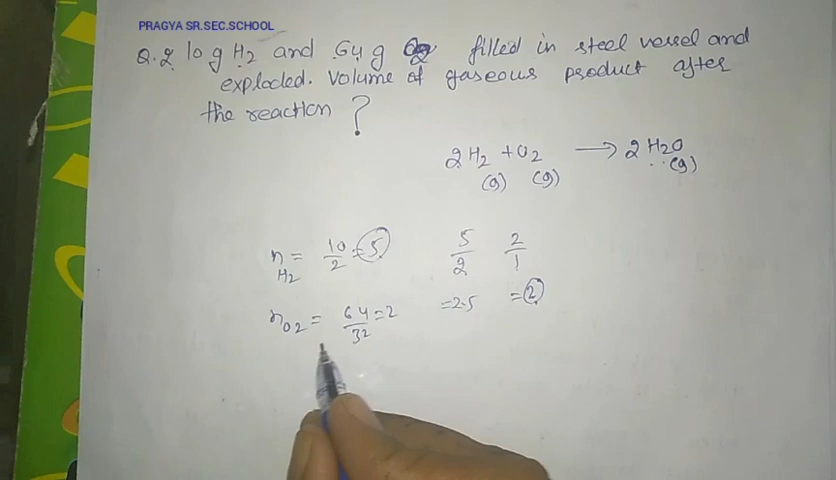 PRAGYA SR.SEC.SCHOOL
Q.2 10 g H2 and 64 g O2 filled in steel vessel and
exploded. Volume of gaseous product after
the reaction ?
2H2 + O2 → 2H2O
(g) (g) (g)
nH2 = 10/2 = 5 5/2 2/1
nO2 = 64/32 = 2 = 2.5 = 2